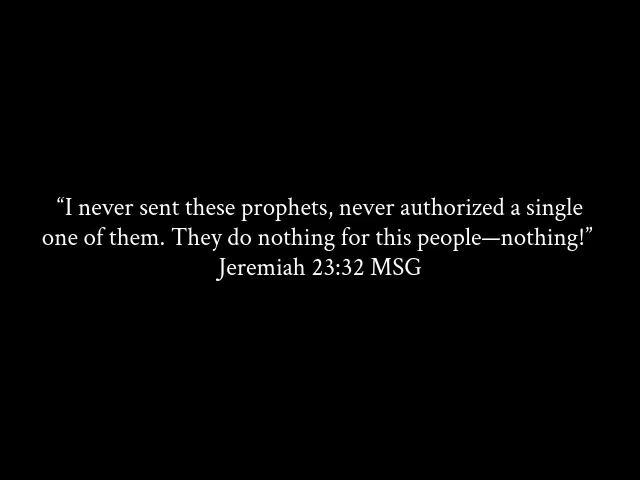 “I never sent these prophets, never authorized a single
one of them. They do nothing for this people—nothing!”
Jeremiah 23:32 MSG